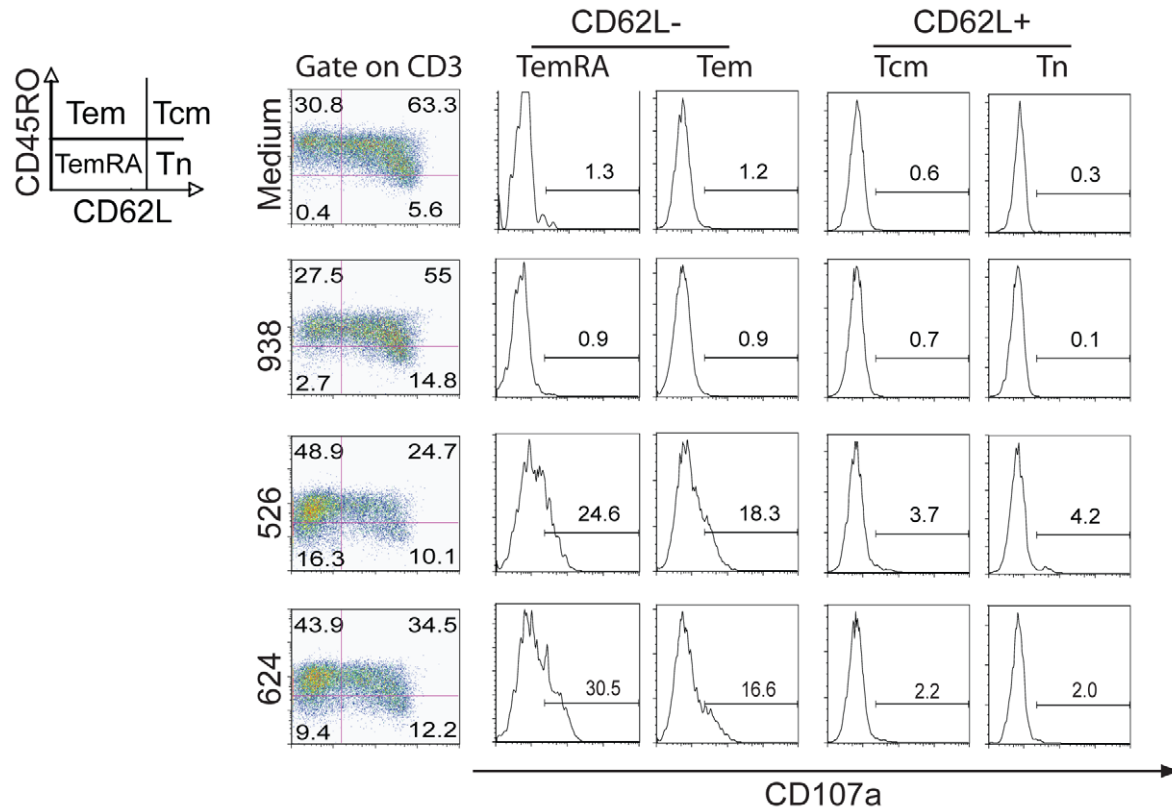 CD62L- CD62L+
Gate on CD3 TemRA Tem Tcm Tn
CD45RO
Tem Tcm
TemRA Tn
CD62L
Medium
30.8 63.3
0.4 5.6
1.3 1.2 0.6 0.3
938
27.5 55
2.7 14.8
0.9 0.9 0.7 0.1
526
48.9 24.7
16.3 10.1
24.6 18.3 3.7 4.2
624
43.9 34.5
9.4 12.2
30.5 16.6 2.2 2.0
CD107a